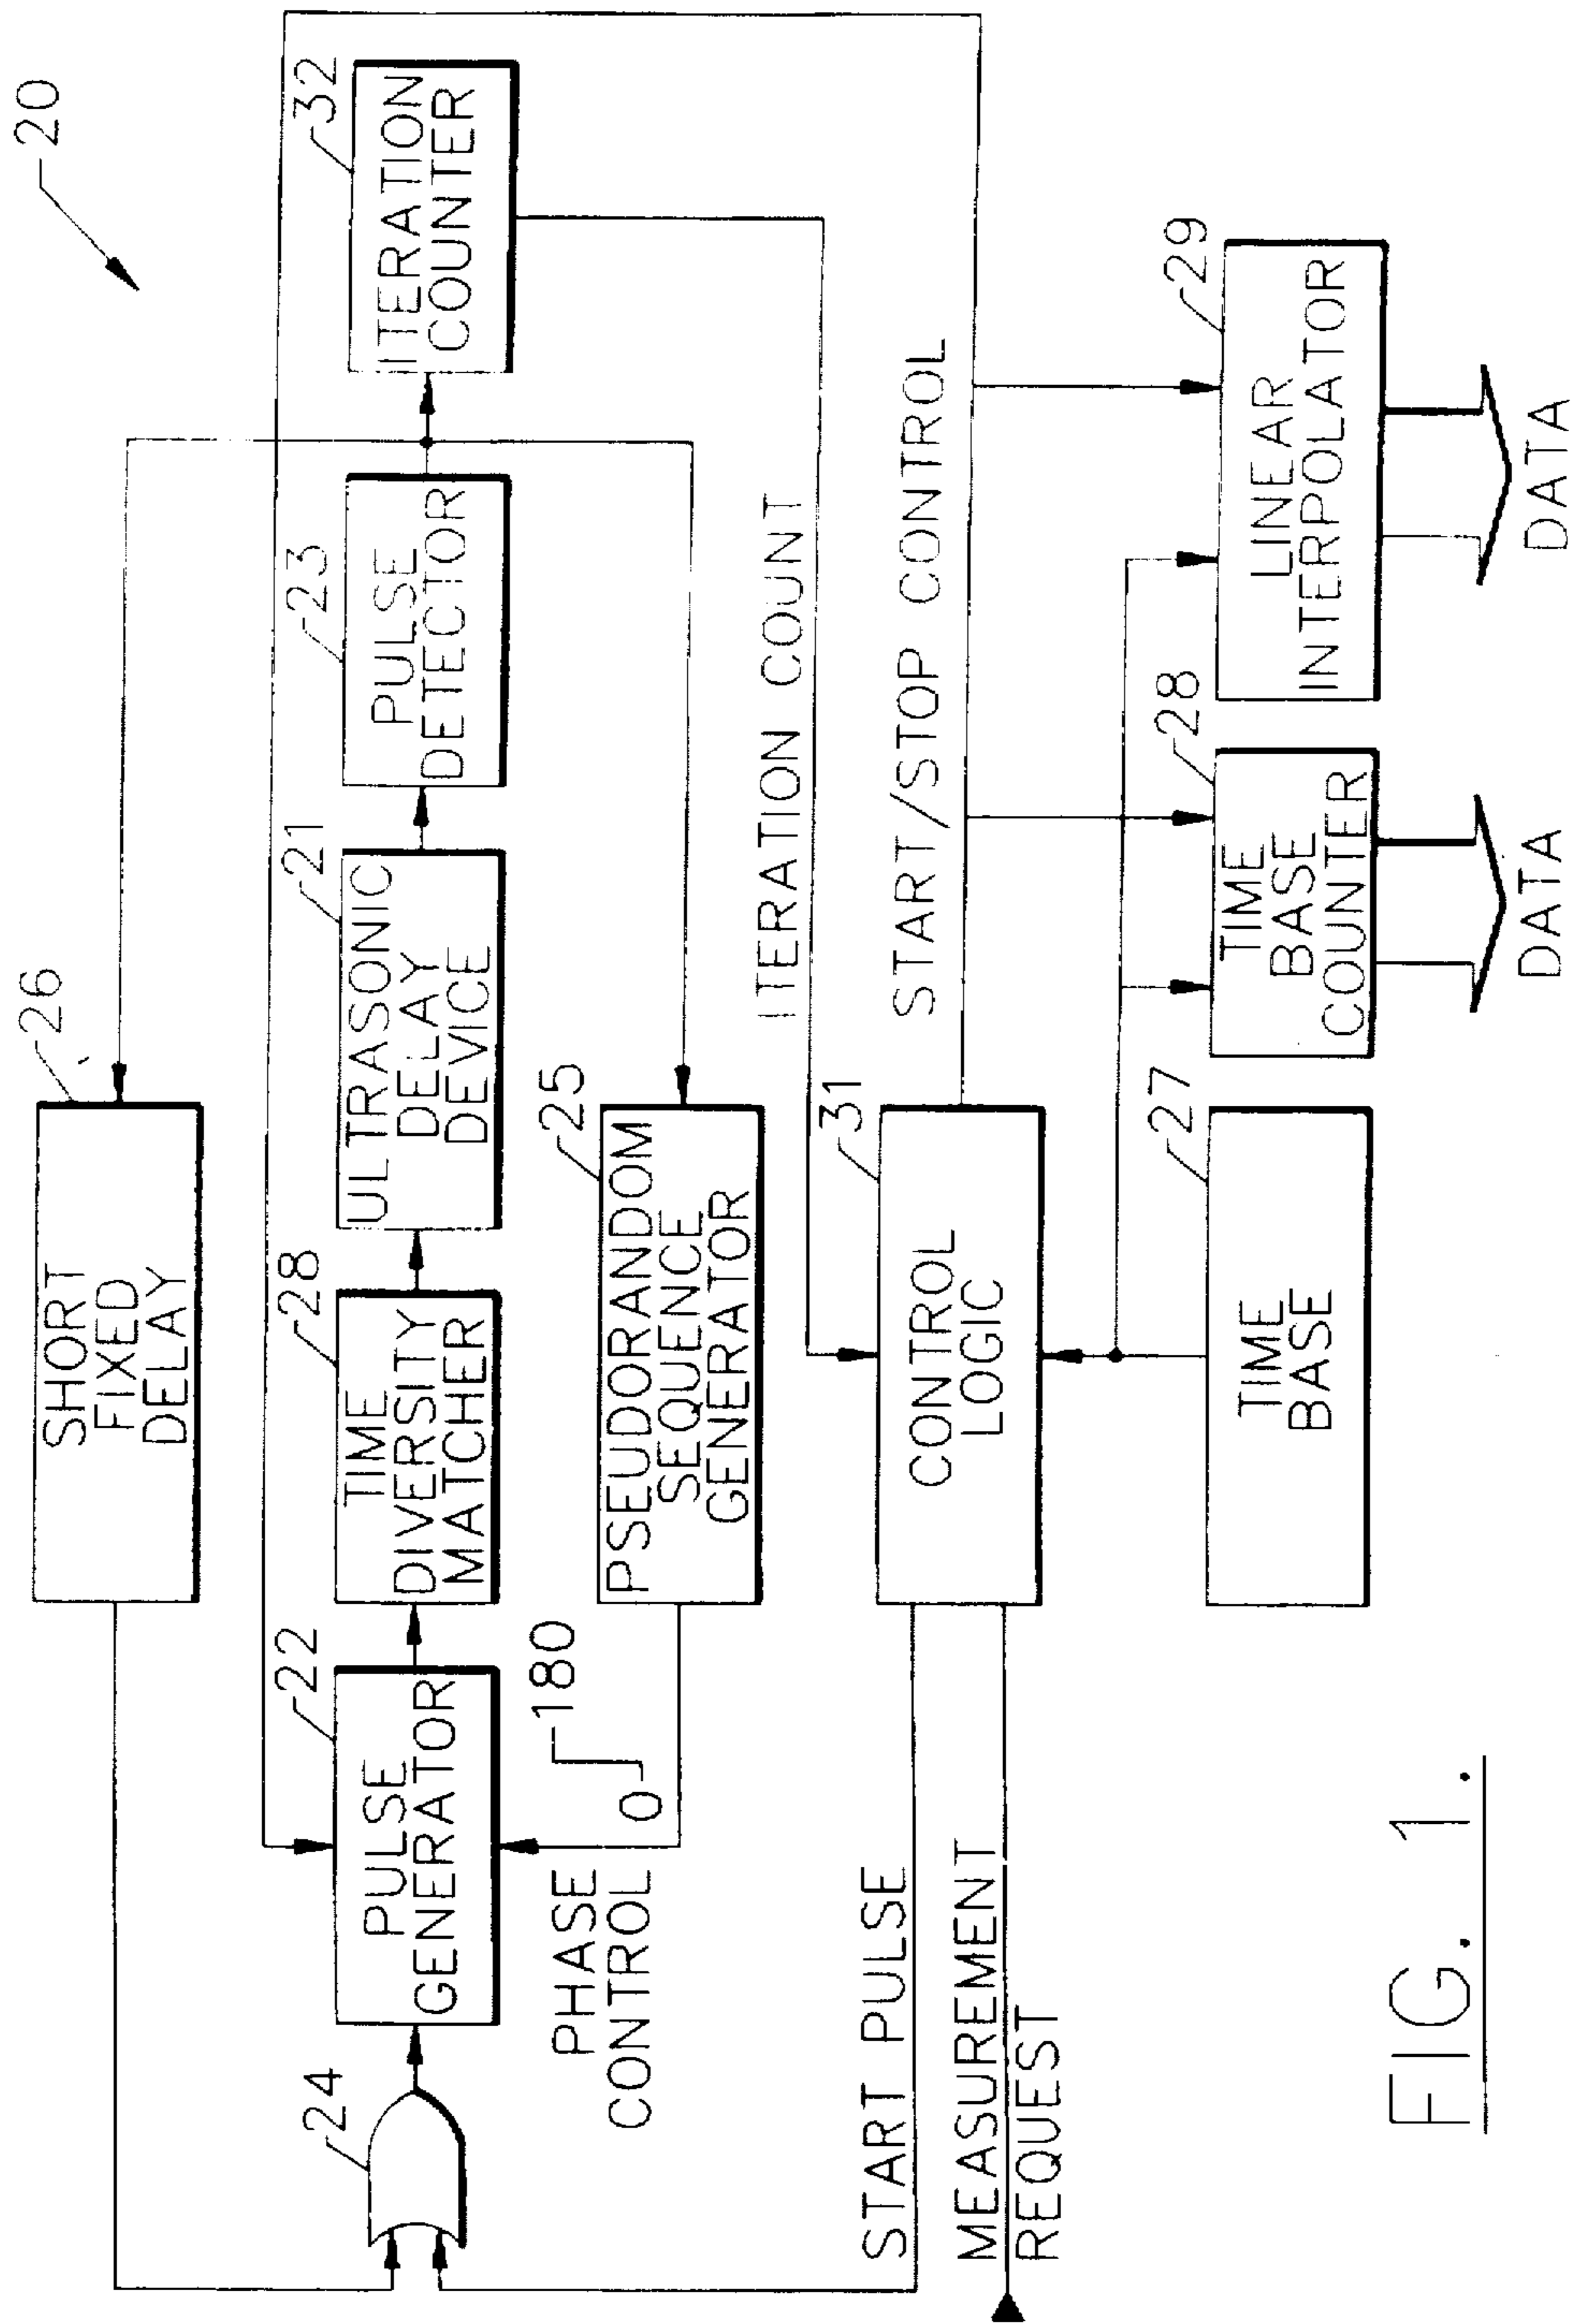 20
26
SHORT
FIXED
DELAY
24
22
PULSE
GENERATOR
28
TIME
DIVERSITY
MATCHER
21
ULTRASONIC
DELAY
DEVICE
23
PULSE
DETECTOR
32
ITERATION
COUNTER
PHASE
CONTROL
0
180
25
PSEUDORANDOM
SEQUENCE
GENERATOR
ITERATION COUNT
START PULSE
31
CONTROL
LOGIC
START/STOP CONTROL
MEASUREMENT
REQUEST
27
TIME
BASE
28
TIME
BASE
COUNTER
29
LINEAR
INTERPOLATOR
DATA
DATA
FIG. 1.